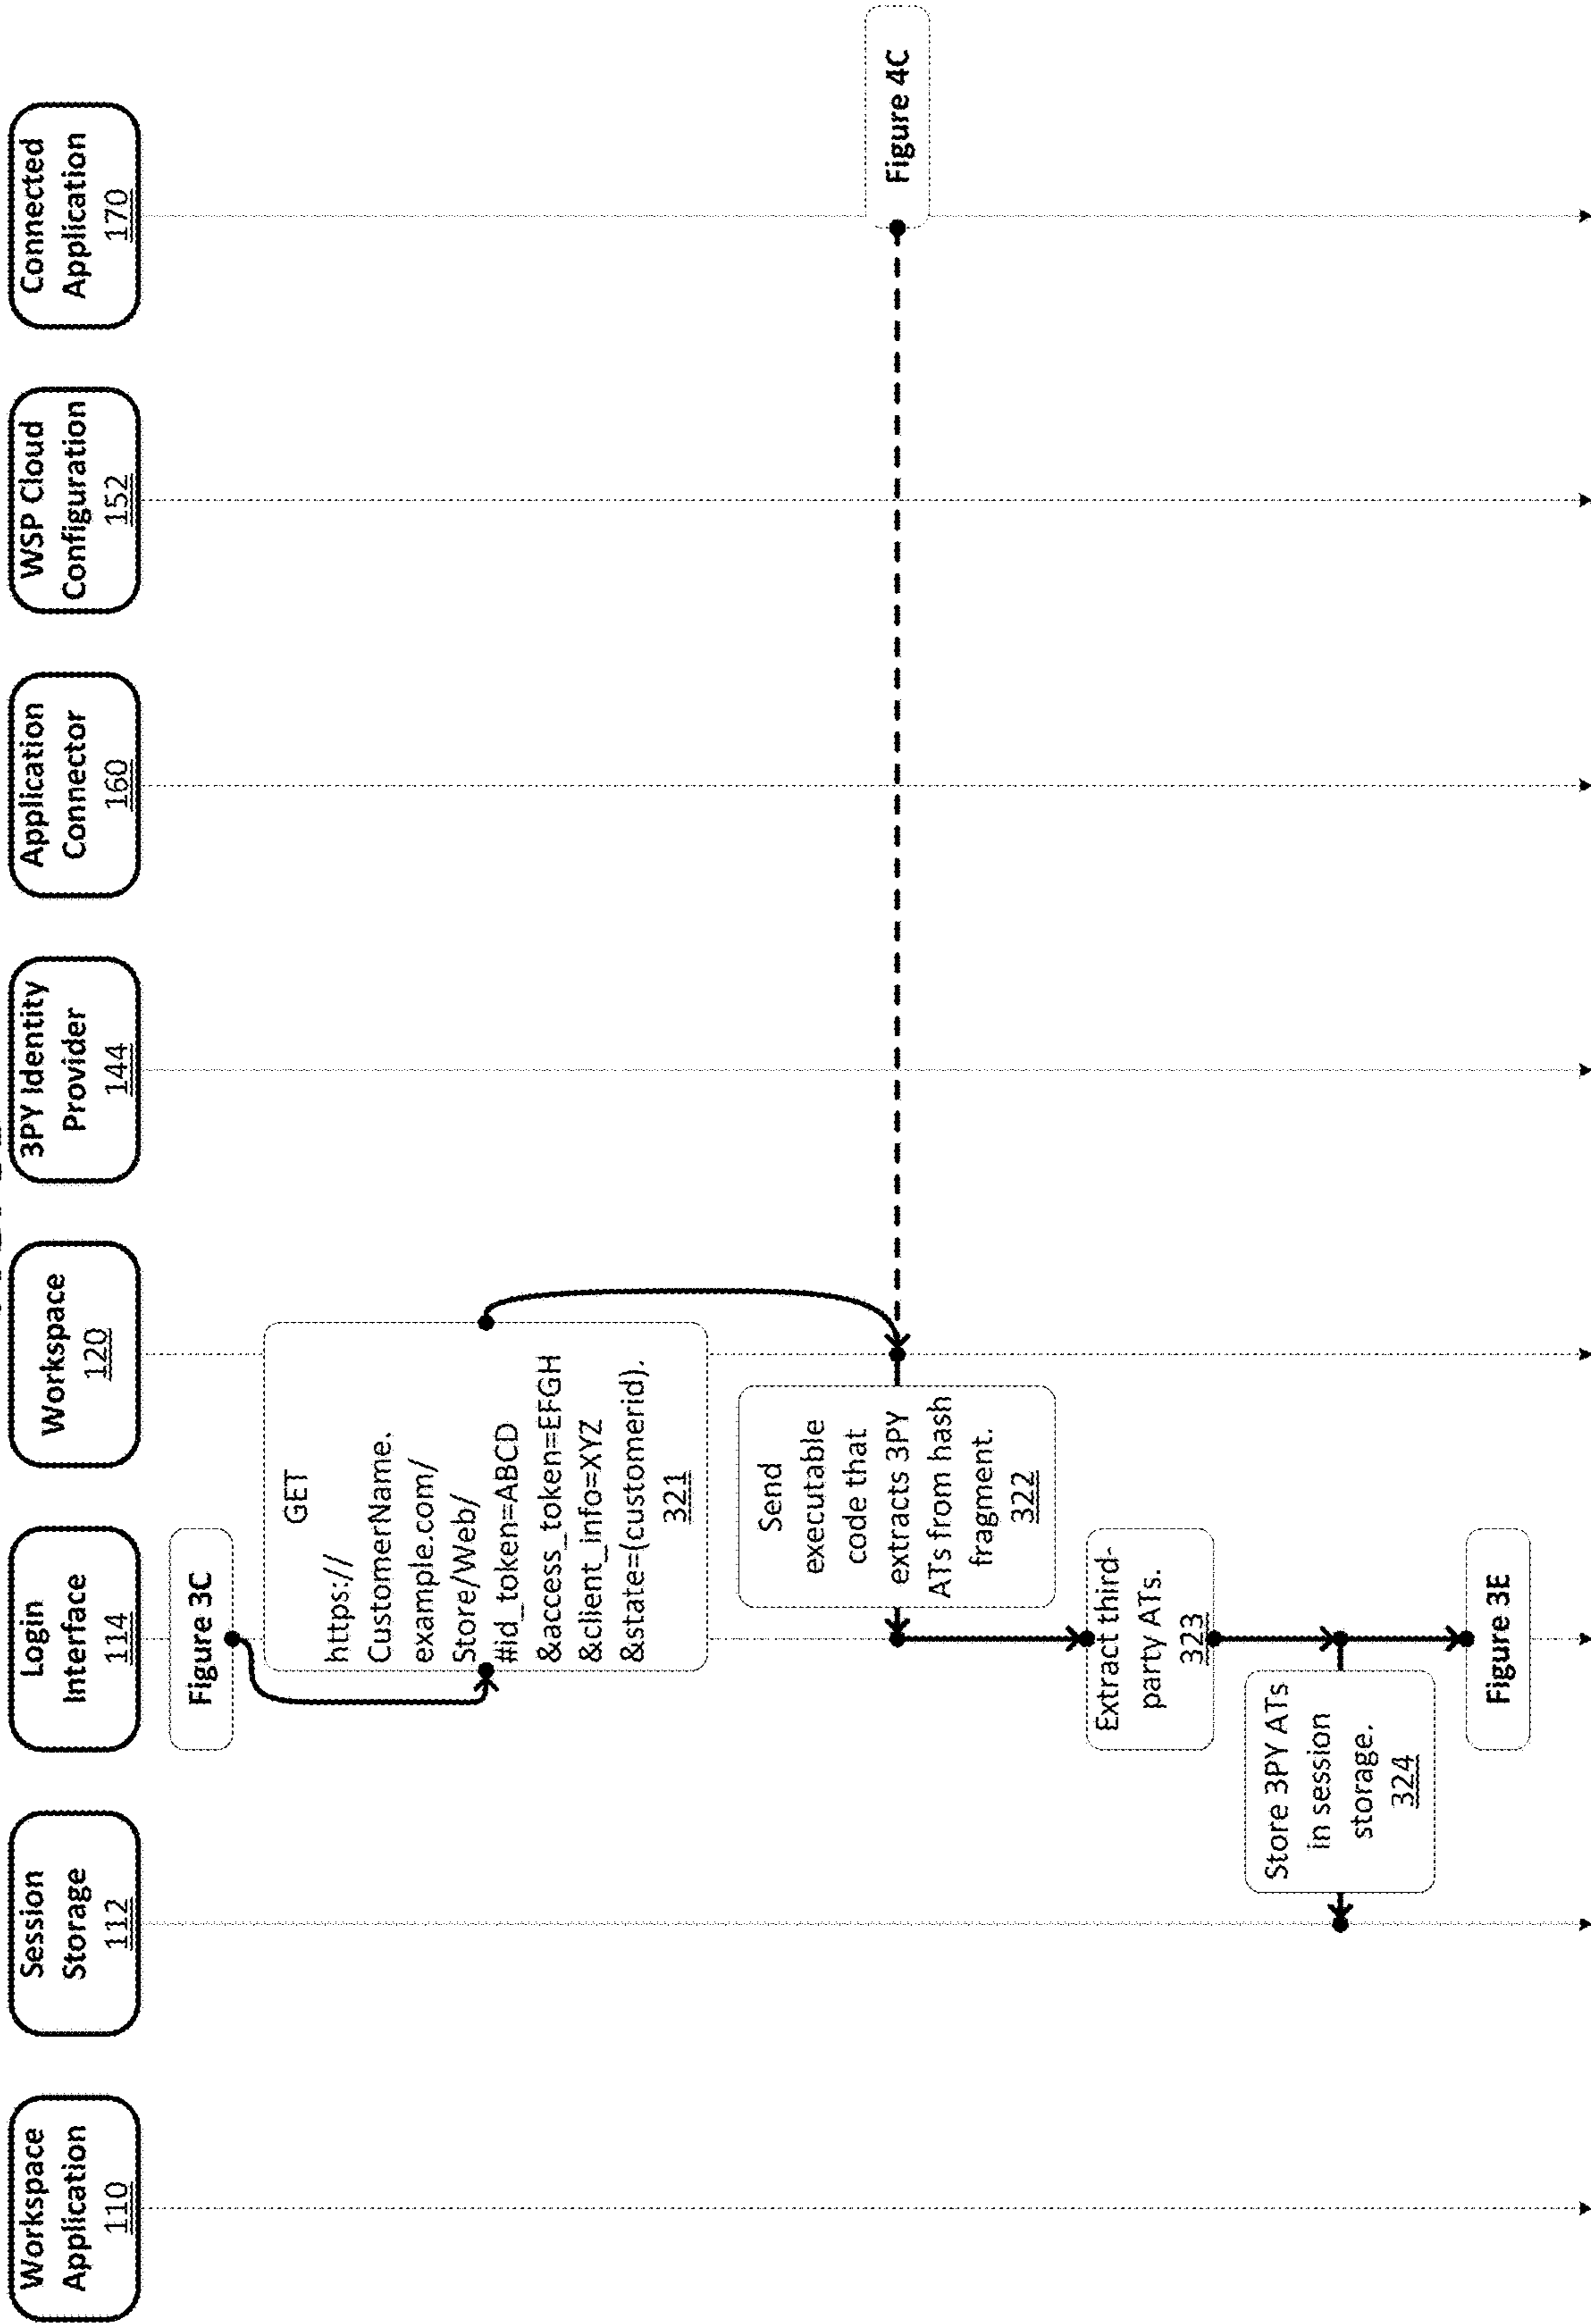 Workspace
Application
110
Session
Storage
112
Login
Interface
114
Workspace
120
3PY Identity
Provider
144
Application
Connector
160
WSP Cloud
Configuration
152
Connected
Application
170
Figure 3C
GET
https://
CustomerName.
example.com/
Store/Web/
#id_token=ABCD
&access_token=EFGH
&client_info=XYZ
&state=(customerid).
321
Figure 4C
Send
executable
code that
extracts 3PY
ATs from hash
fragment.
322
Extract third-
party ATs.
323
Store 3PY ATs
in session
storage.
324
Figure 3E